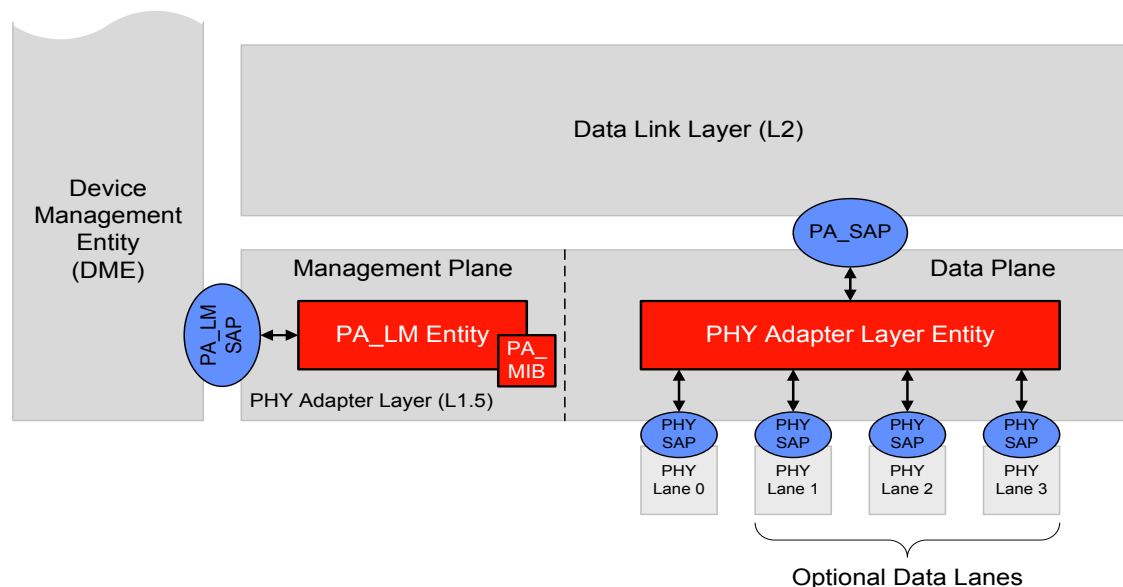 Data Link Layer (L2)
Device
Management
Entity
(DME)
PA_SAP
Management Plane
Data Plane
PA_LM
SAP
PA_LM Entity
PA_
MIB
PHY Adapter Layer Entity
PHY Adapter Layer (L1.5)
PHY
SAP
PHY
SAP
PHY
SAP
PHY
SAP
PHY
Lane 0
PHY
Lane 1
PHY
Lane 2
PHY
Lane 3
Optional Data Lanes